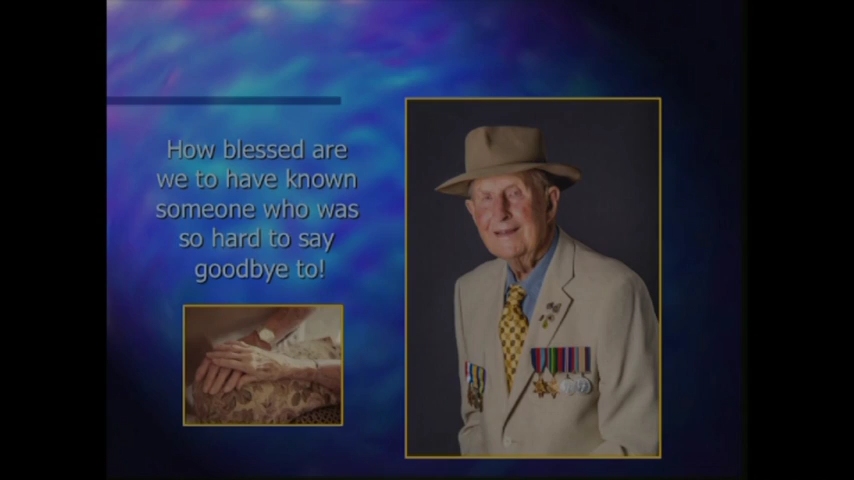 How blessed are
we to have known
someone who was
so hard to say
goodbye to!